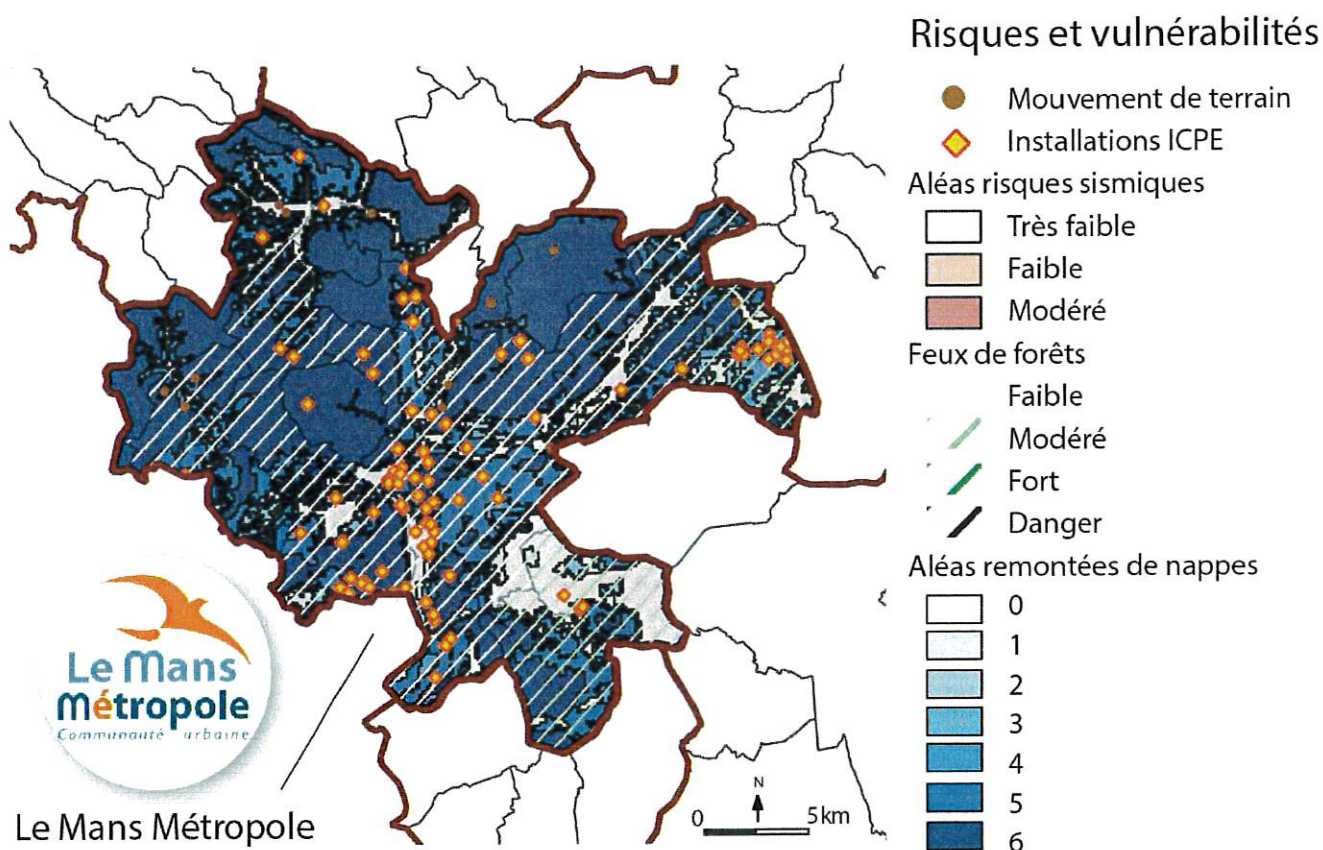 Risques et vulnérabilités
Mouvement de terrain
Installations ICPE
Aléas risques sismiques
Très faible
Faible
Modéré
Feux de forêts
Faible
Modéré
Fort
Danger
Aléas remontées de nappes
0
1
2
3
4
5
6
Le Mans
Métropole
Communauté urbaine
Le Mans Métropole
N
0 5km